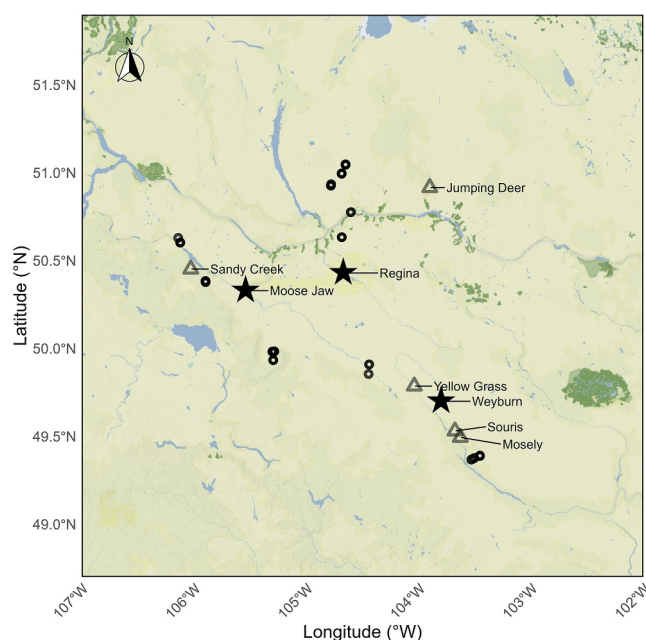 N
51.5°N
51.0°N
50.5°N
50.0°N
49.5°N
49.0°N
Latitude (°N)
Jumping Deer
Sandy Creek
Regina
Moose Jaw
Yellow Grass
Weyburn
Souris
Mosely
107°W
106°W
105°W
104°W
103°W
102°W
Longitude (°W)